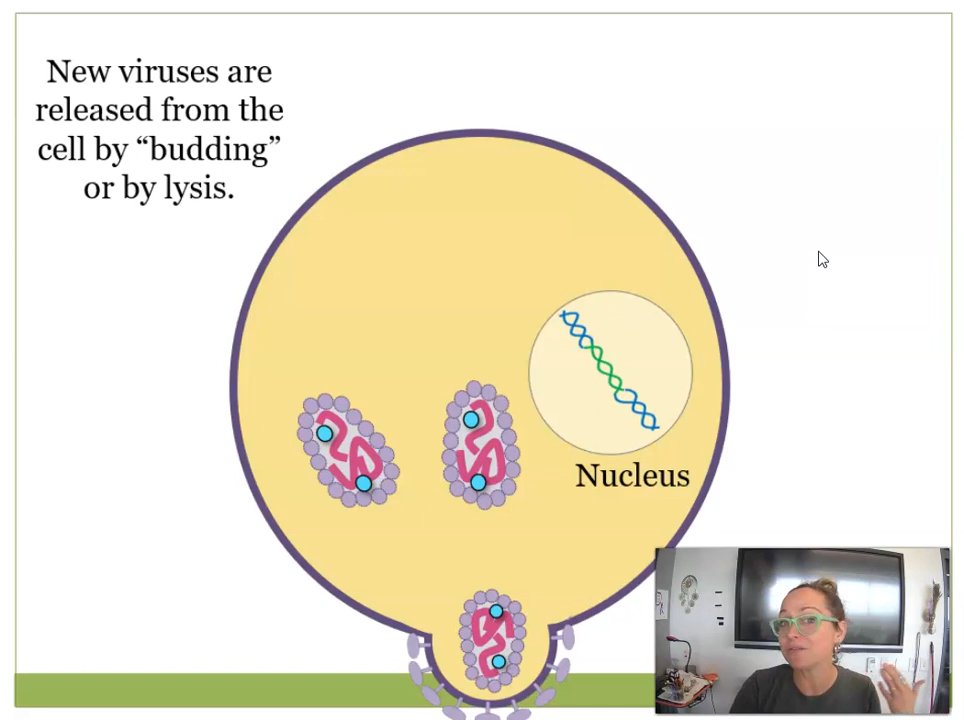 New viruses are
released from the
cell by “budding”
or by lysis.
Nucleus